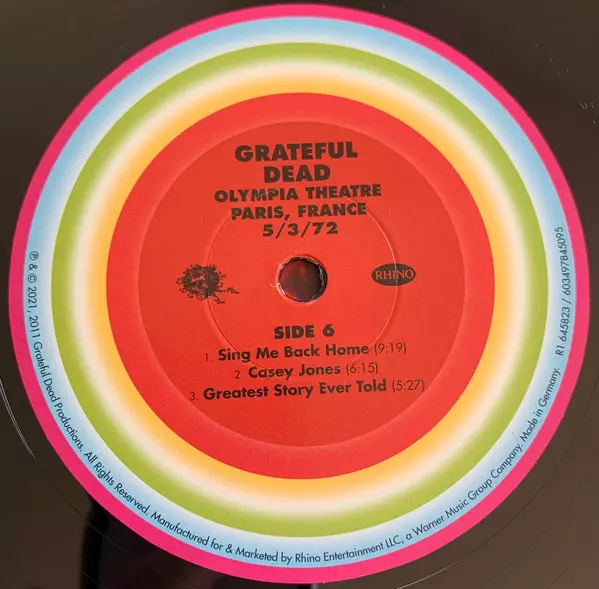 GRATEFUL
DEAD
OLYMPIA THEATRE
PARIS, FRANCE
5/3/72
RHINO
SIDE 6
1. Sing Me Back Home (9:19)
2. Casey Jones (6:15)
3. Greatest Story Ever Told (5:27)
℗ & © 2021, 2011 Grateful Dead Productions. All Rights Reserved. Manufactured for & Marketed by Rhino Entertainment LLC, a Warner Music Group Company. Made in Germany. R1 645823 / 603497845095